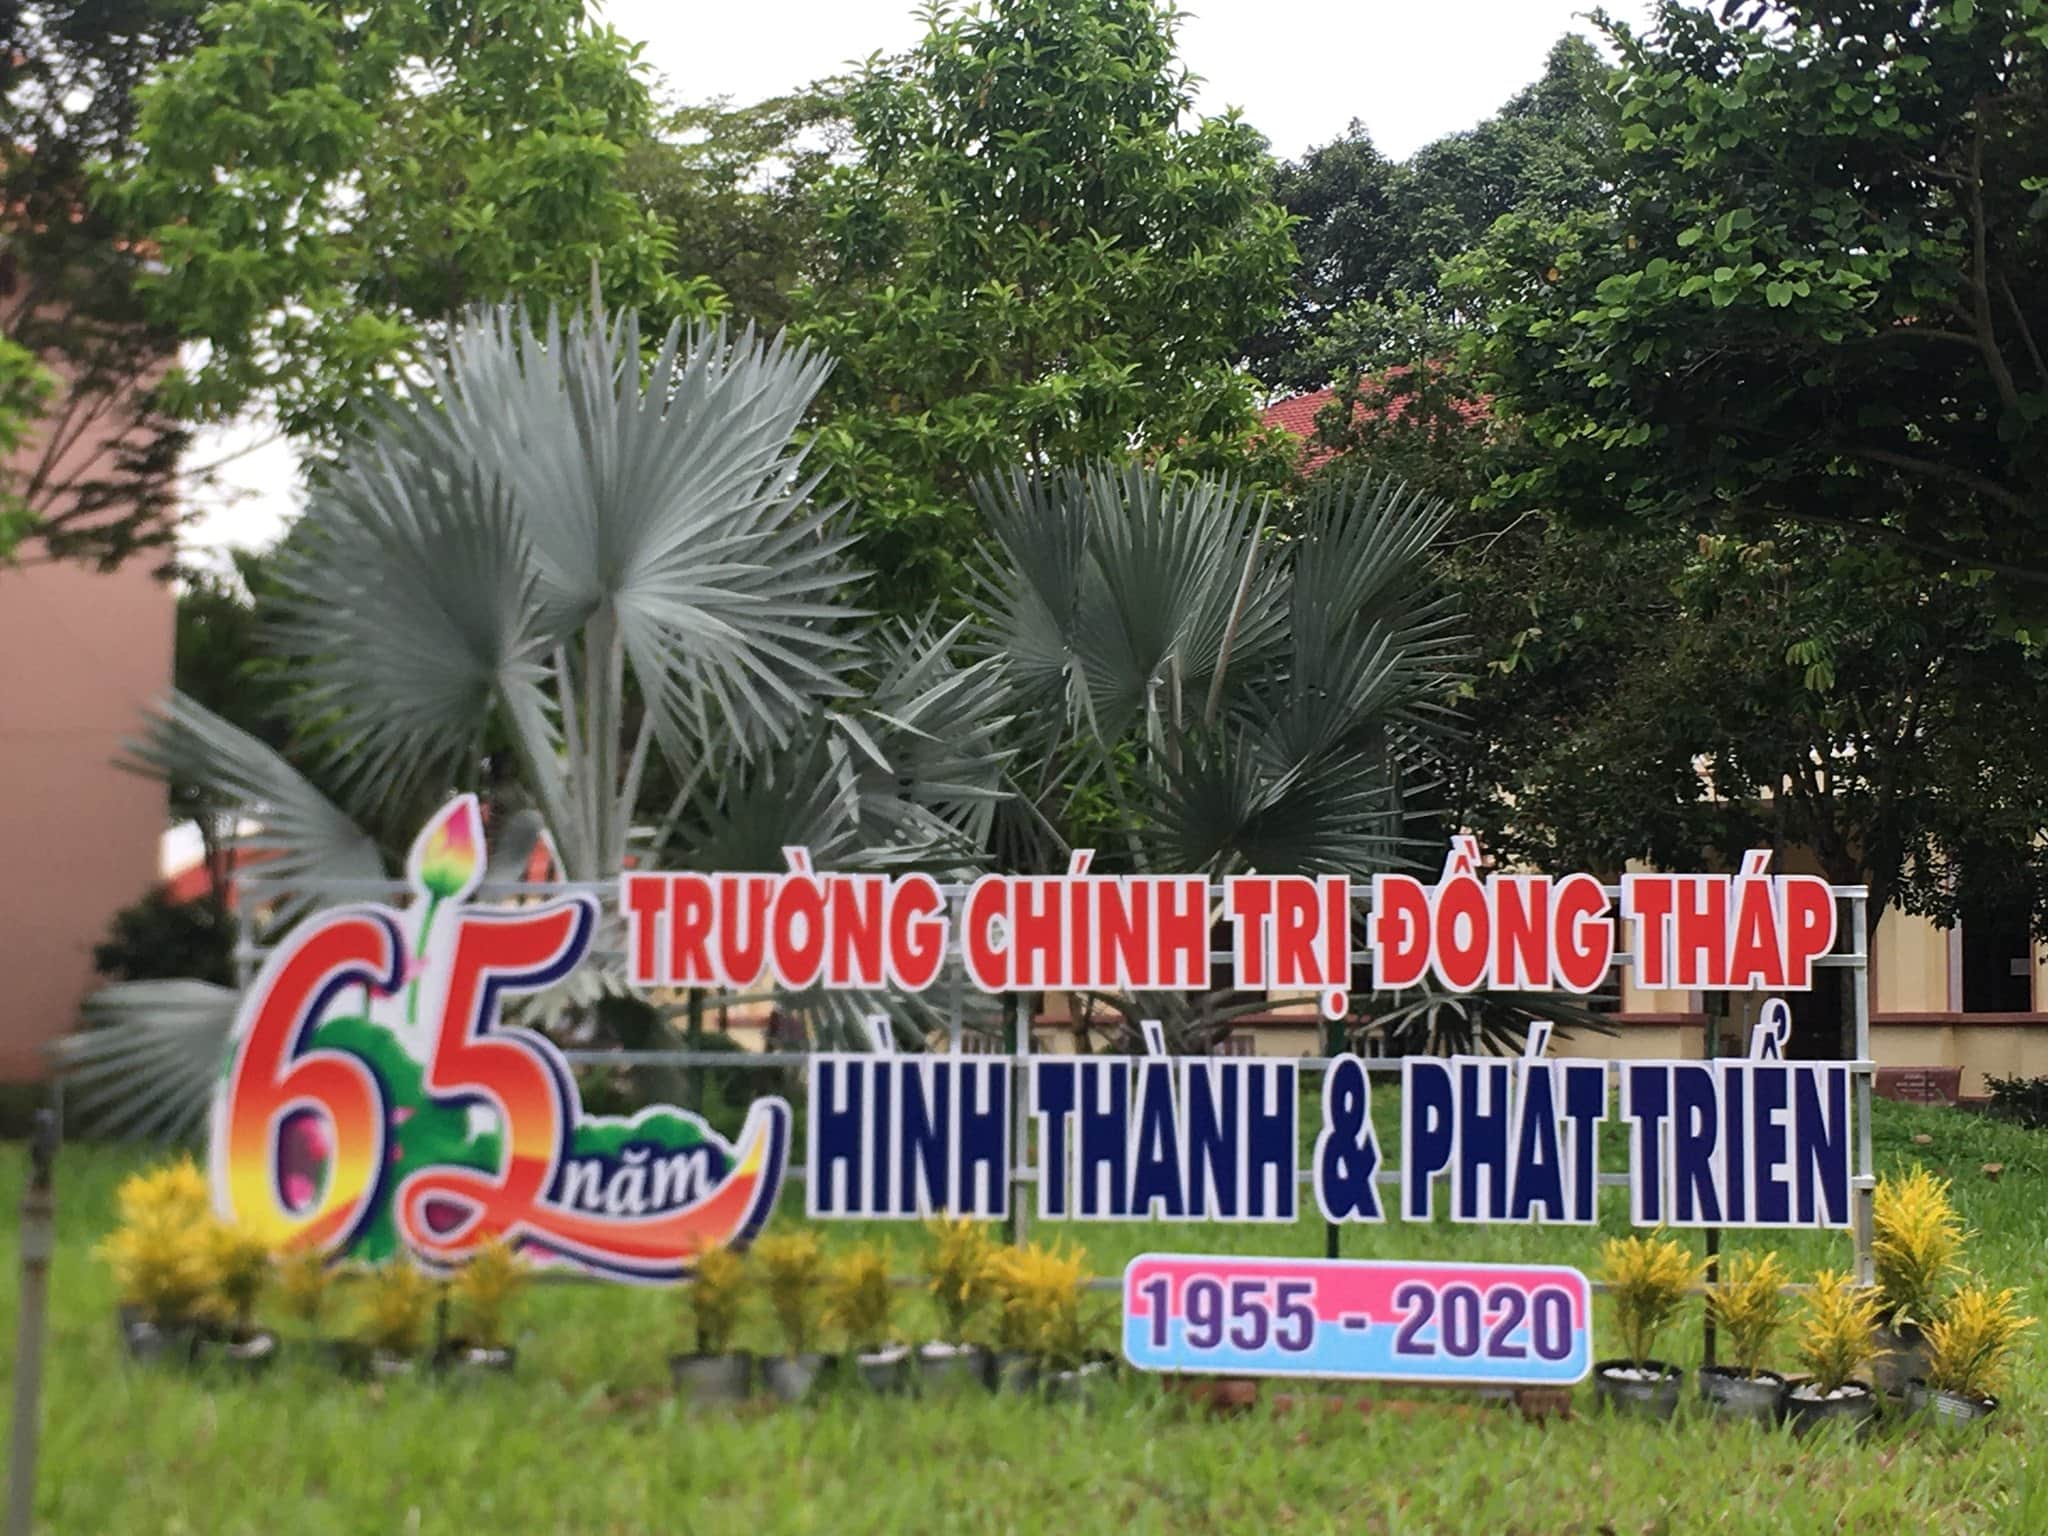 65 năm
TRƯỜNG CHÍNH TRỊ ĐỒNG THÁP
HÌNH THÀNH & PHÁT TRIỂN
1955 - 2020